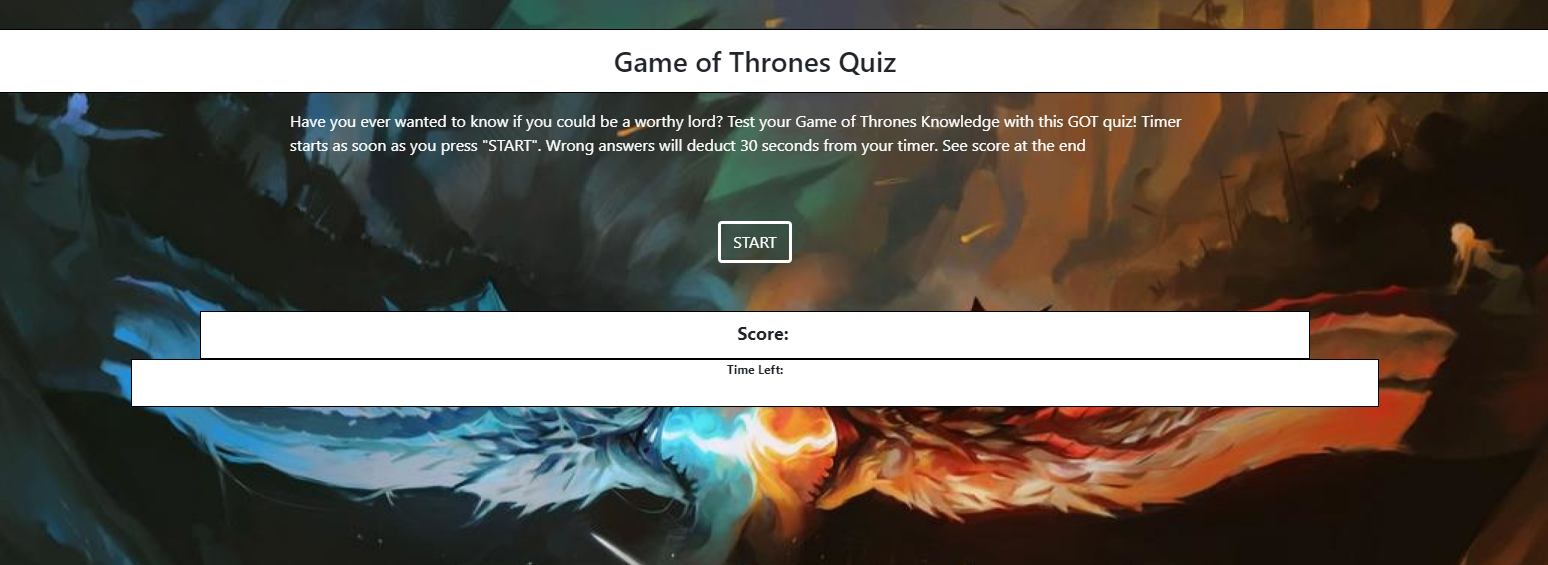 Game of Thrones Quiz
Have you ever wanted to know if you could be a worthy lord? Test your Game of Thrones Knowledge with this GOT quiz! Timer
starts as soon as you press "START". Wrong answers will deduct 30 seconds from your timer. See score at the end
START
Score:
Time Left: